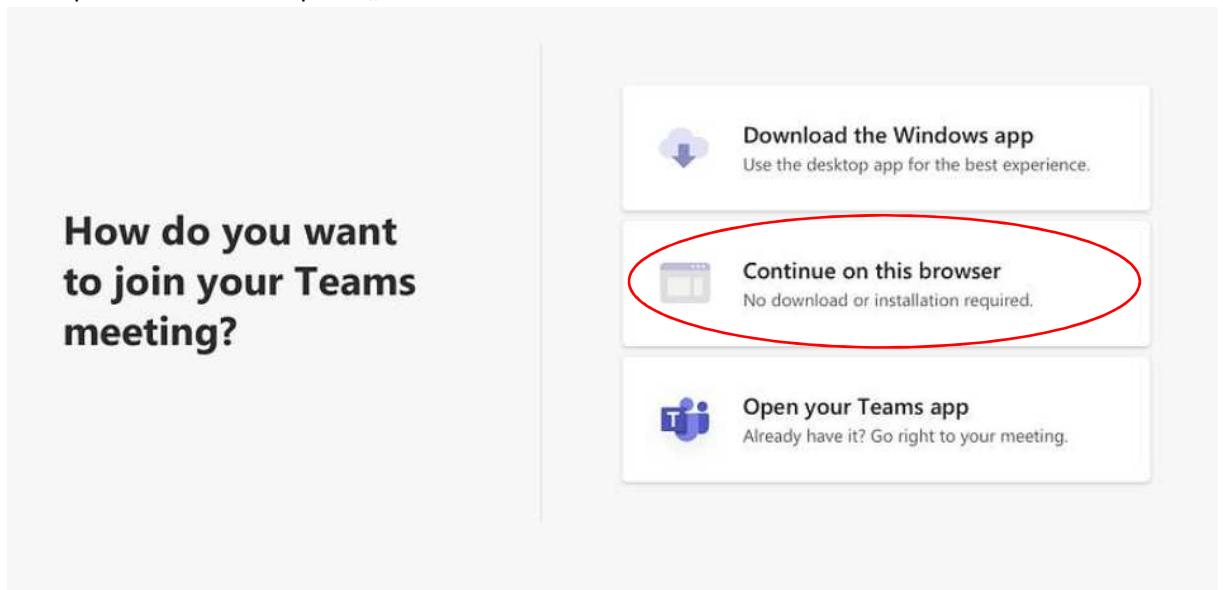 How do you want
to join your Teams
meeting?
Download the Windows app
Use the desktop app for the best experience.
Continue on this browser
No download or installation required.
Open your Teams app
Already have it? Go right to your meeting.